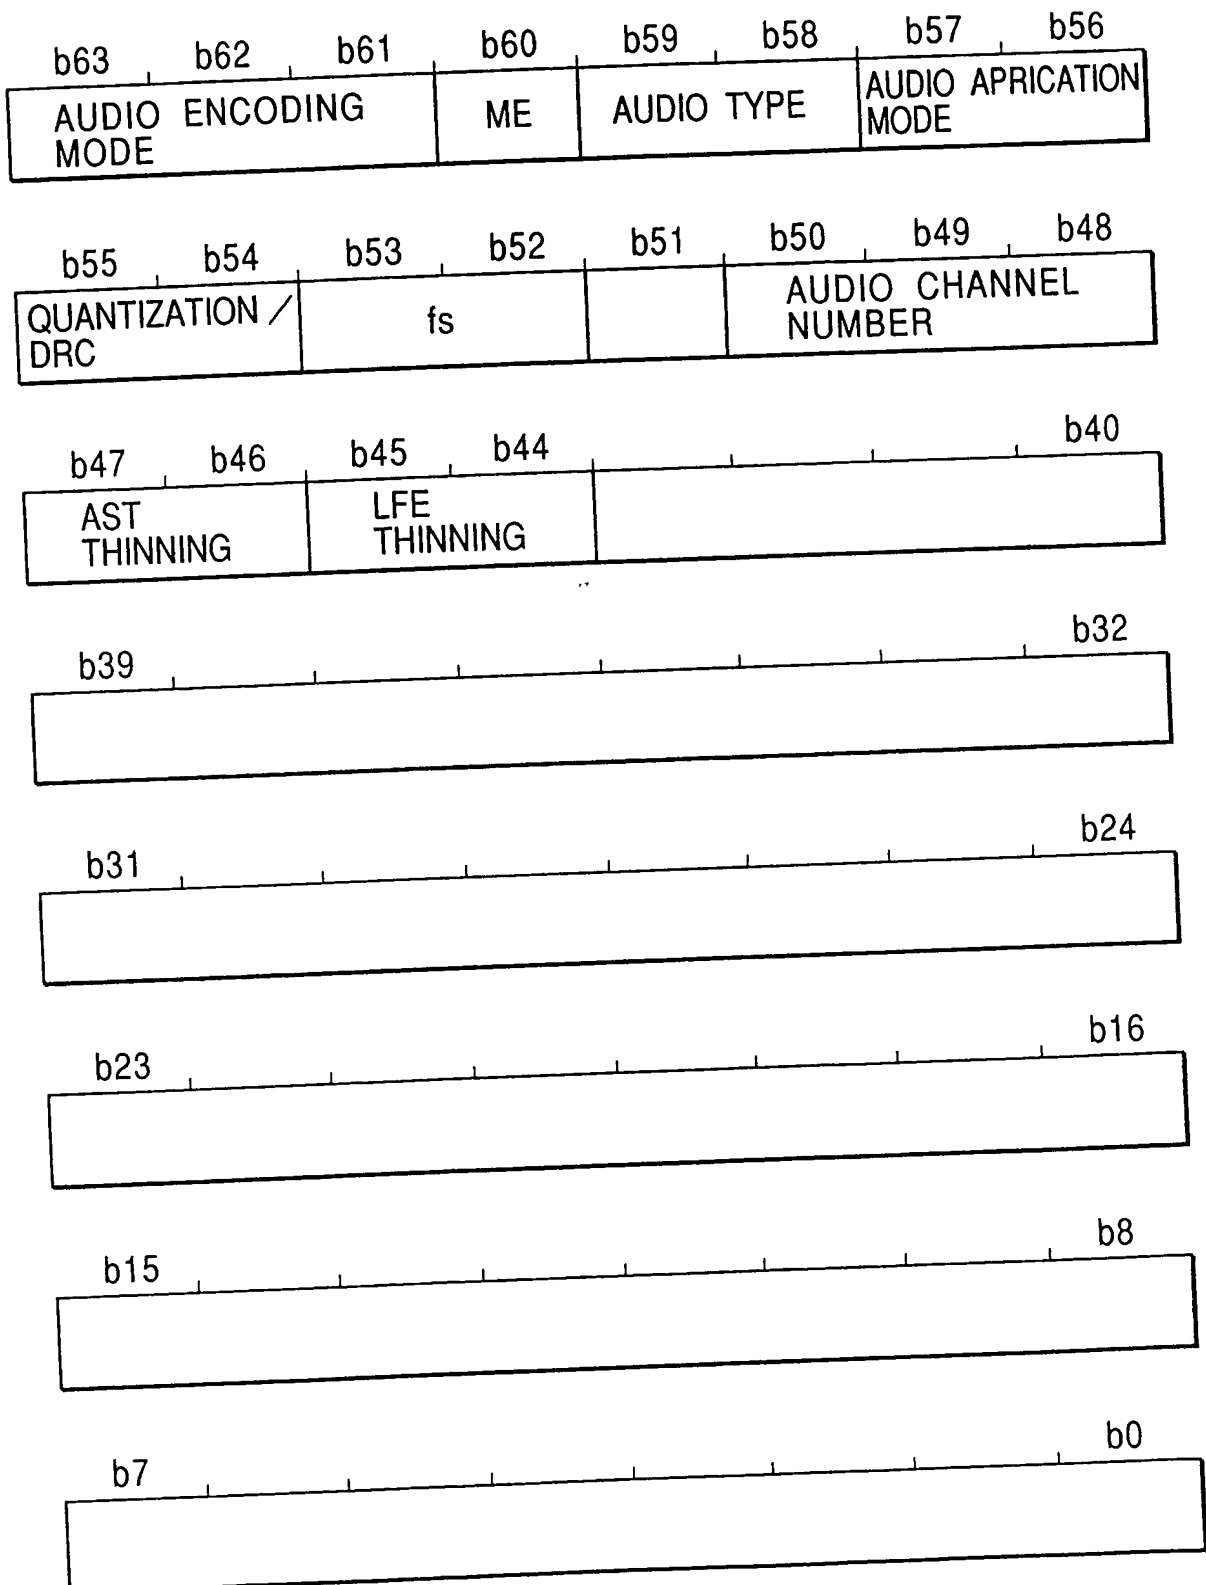 b63 b62 b61 b60 b59 b58 b57 b56
AUDIO ENCODING
MODE
ME
AUDIO TYPE
AUDIO APRICATION
MODE
b55 b54 b53 b52 b51 b50 b49 b48
QUANTIZATION /
DRC
fs
AUDIO CHANNEL
NUMBER
b47 b46 b45 b44 b40
AST
THINNING
LFE
THINNING
b39 b32
b31 b24
b23 b16
b15 b8
b7 b0